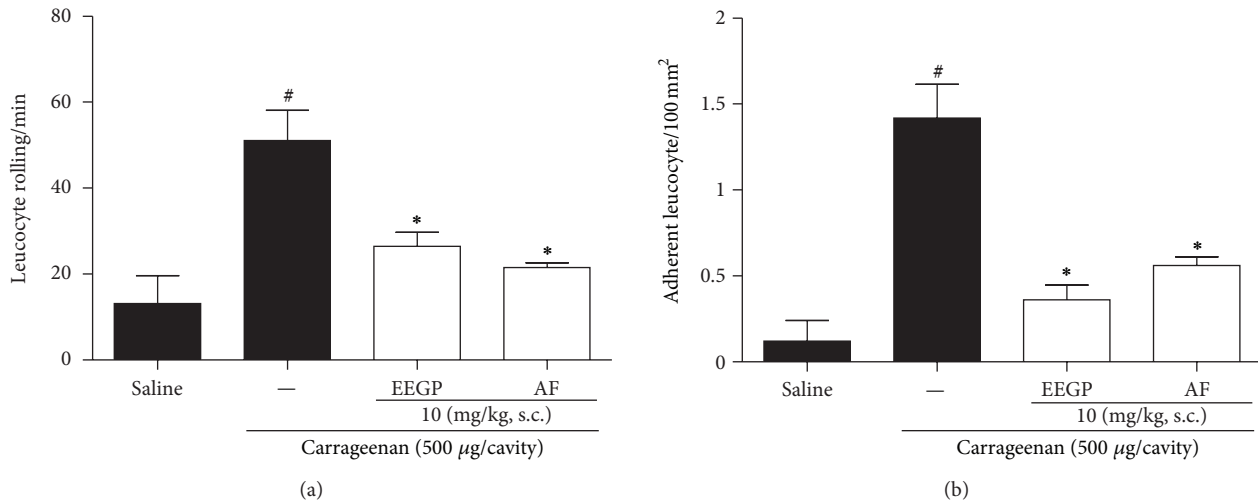 80
60
40
20
0
Leucocyte rolling/min
#
*
*
Saline
—
EEGP
AF
10 (mg/kg, s.c.)
Carrageenan (500 μg/cavity)
(a)
2
1.5
1
0.5
0
Adherent leucocyte/100 mm²
#
*
*
Saline
—
EEGP
AF
10 (mg/kg, s.c.)
Carrageenan (500 μg/cavity)
(b)